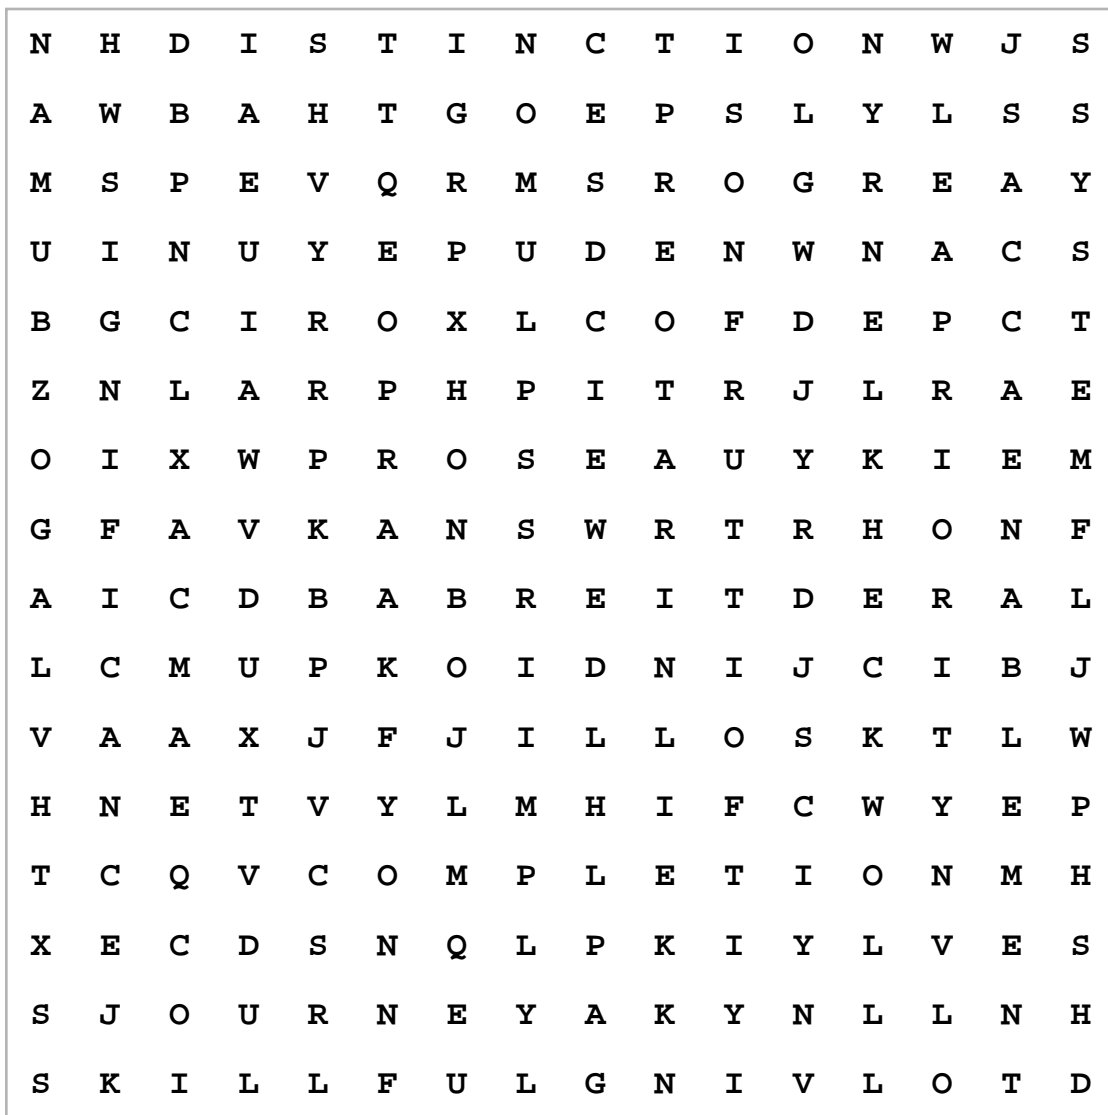 N H D I S T I N C T I O N W J S
A W B A H T G O E P S L Y L S S
M S P E V Q R M S R O G R E A Y
U I N U Y E P U D E N W N A C S
B G C I R O X L C O F D E P C T
Z N L A R P H P I T R J L R A E
O I X W P R O S E A U Y K I E M
G F A V K A N S W R T R H O N F
A I C D B A B R E I T D E R A L
L C M U P K O I D N I J C I B J
V A A X J F J I L L O S K T L W
H N E T V Y L M H I F C W Y E P
T C Q V C O M P L E T I O N M H
X E C D S N Q L P K I Y L V E S
S J O U R N E Y A K Y N L L N H
S K I L L F U L G N I V L O T D